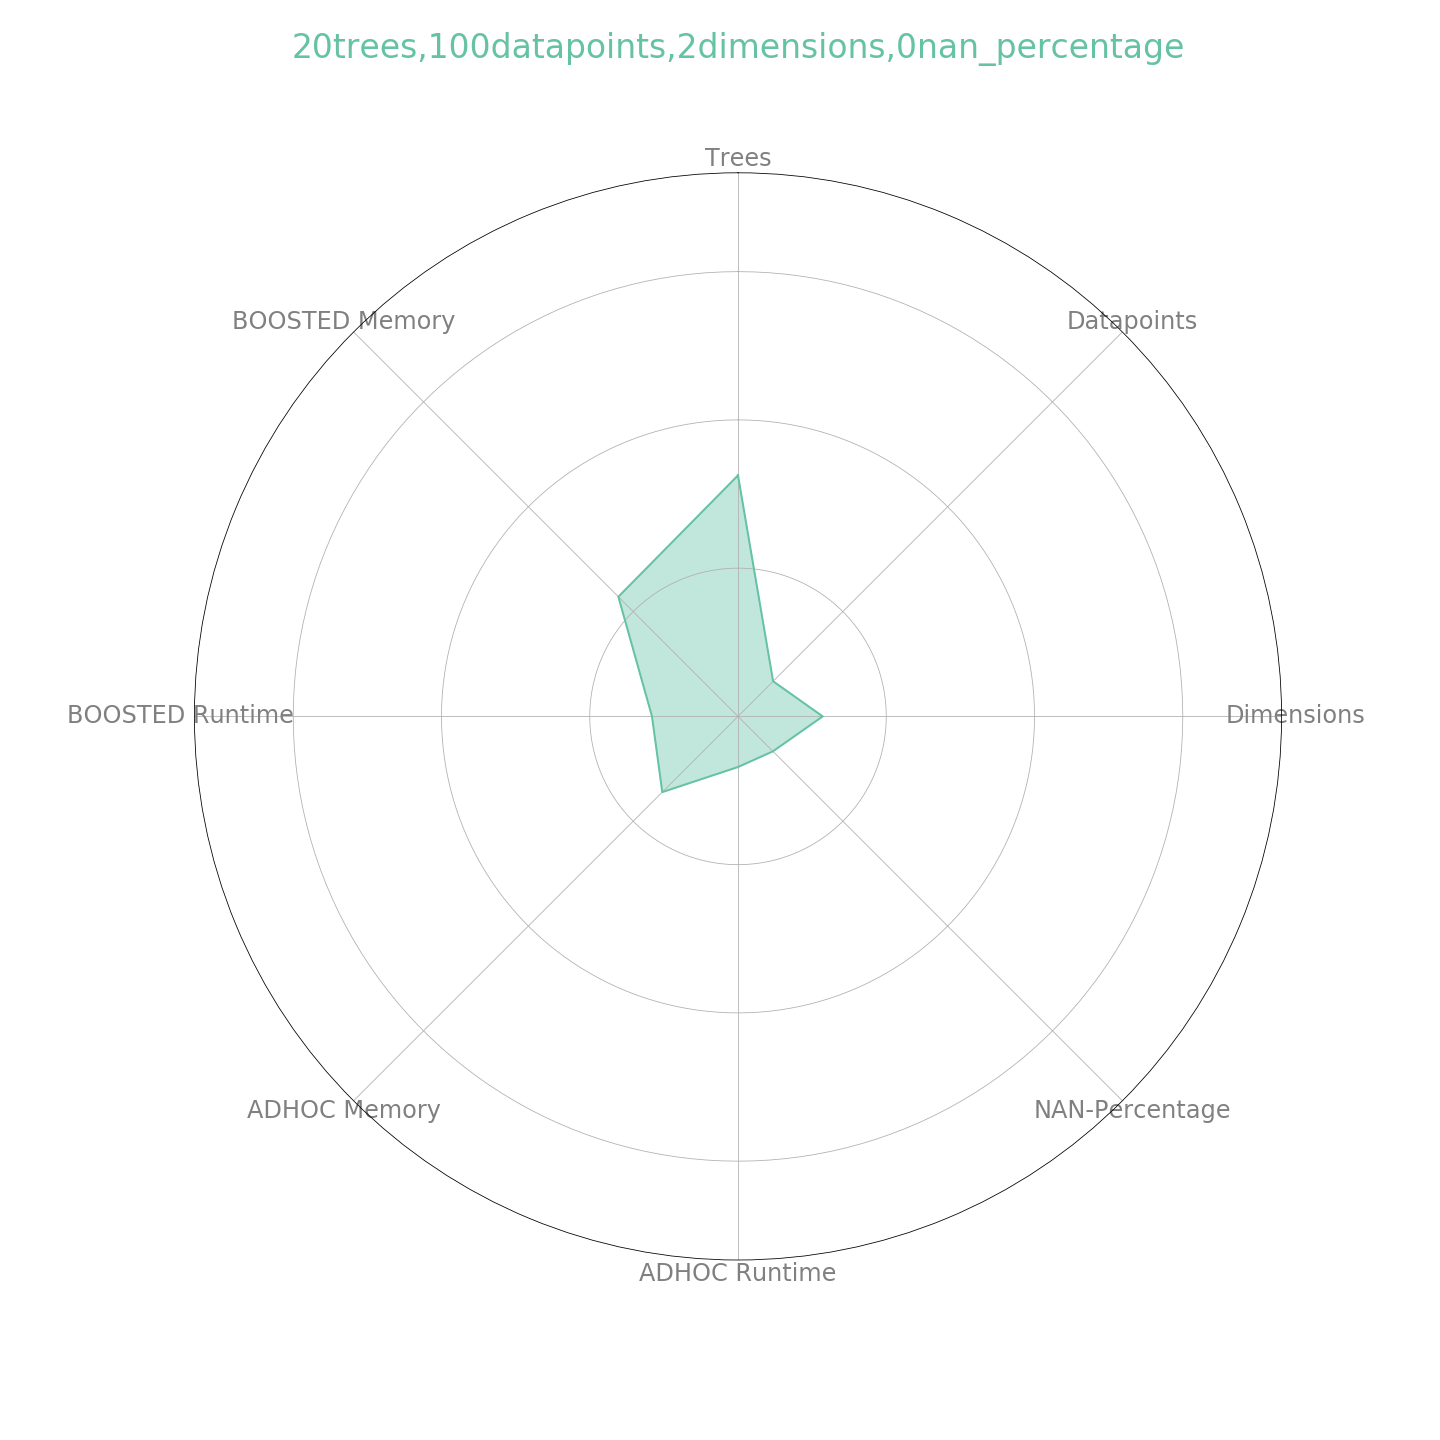 20trees,100datapoints,2dimensions,0nan_percentage
Trees
BOOSTED Memory
Datapoints
BOOSTED Runtime
Dimensions
ADHOC Memory
NAN-Percentage
ADHOC Runtime